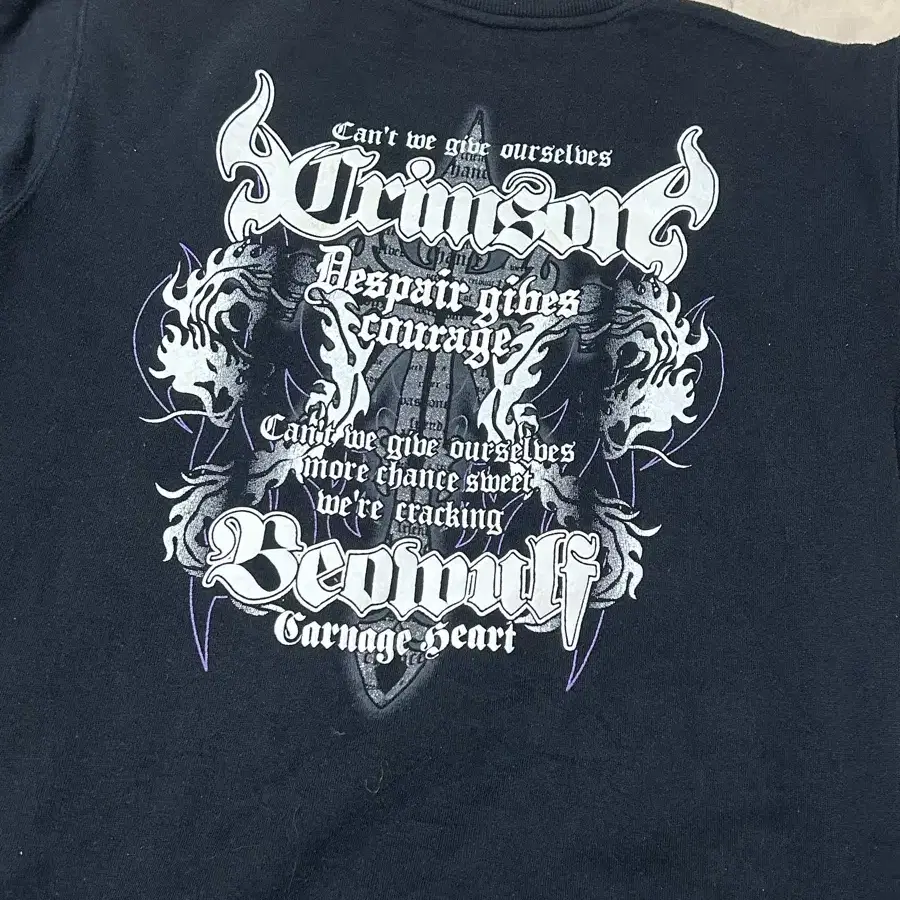 Can't we give ourselves
Crimson
Despair gives
courage
Can't we give ourselves
more chance sweet
we're cracking
Beowulf
Carnage Heart